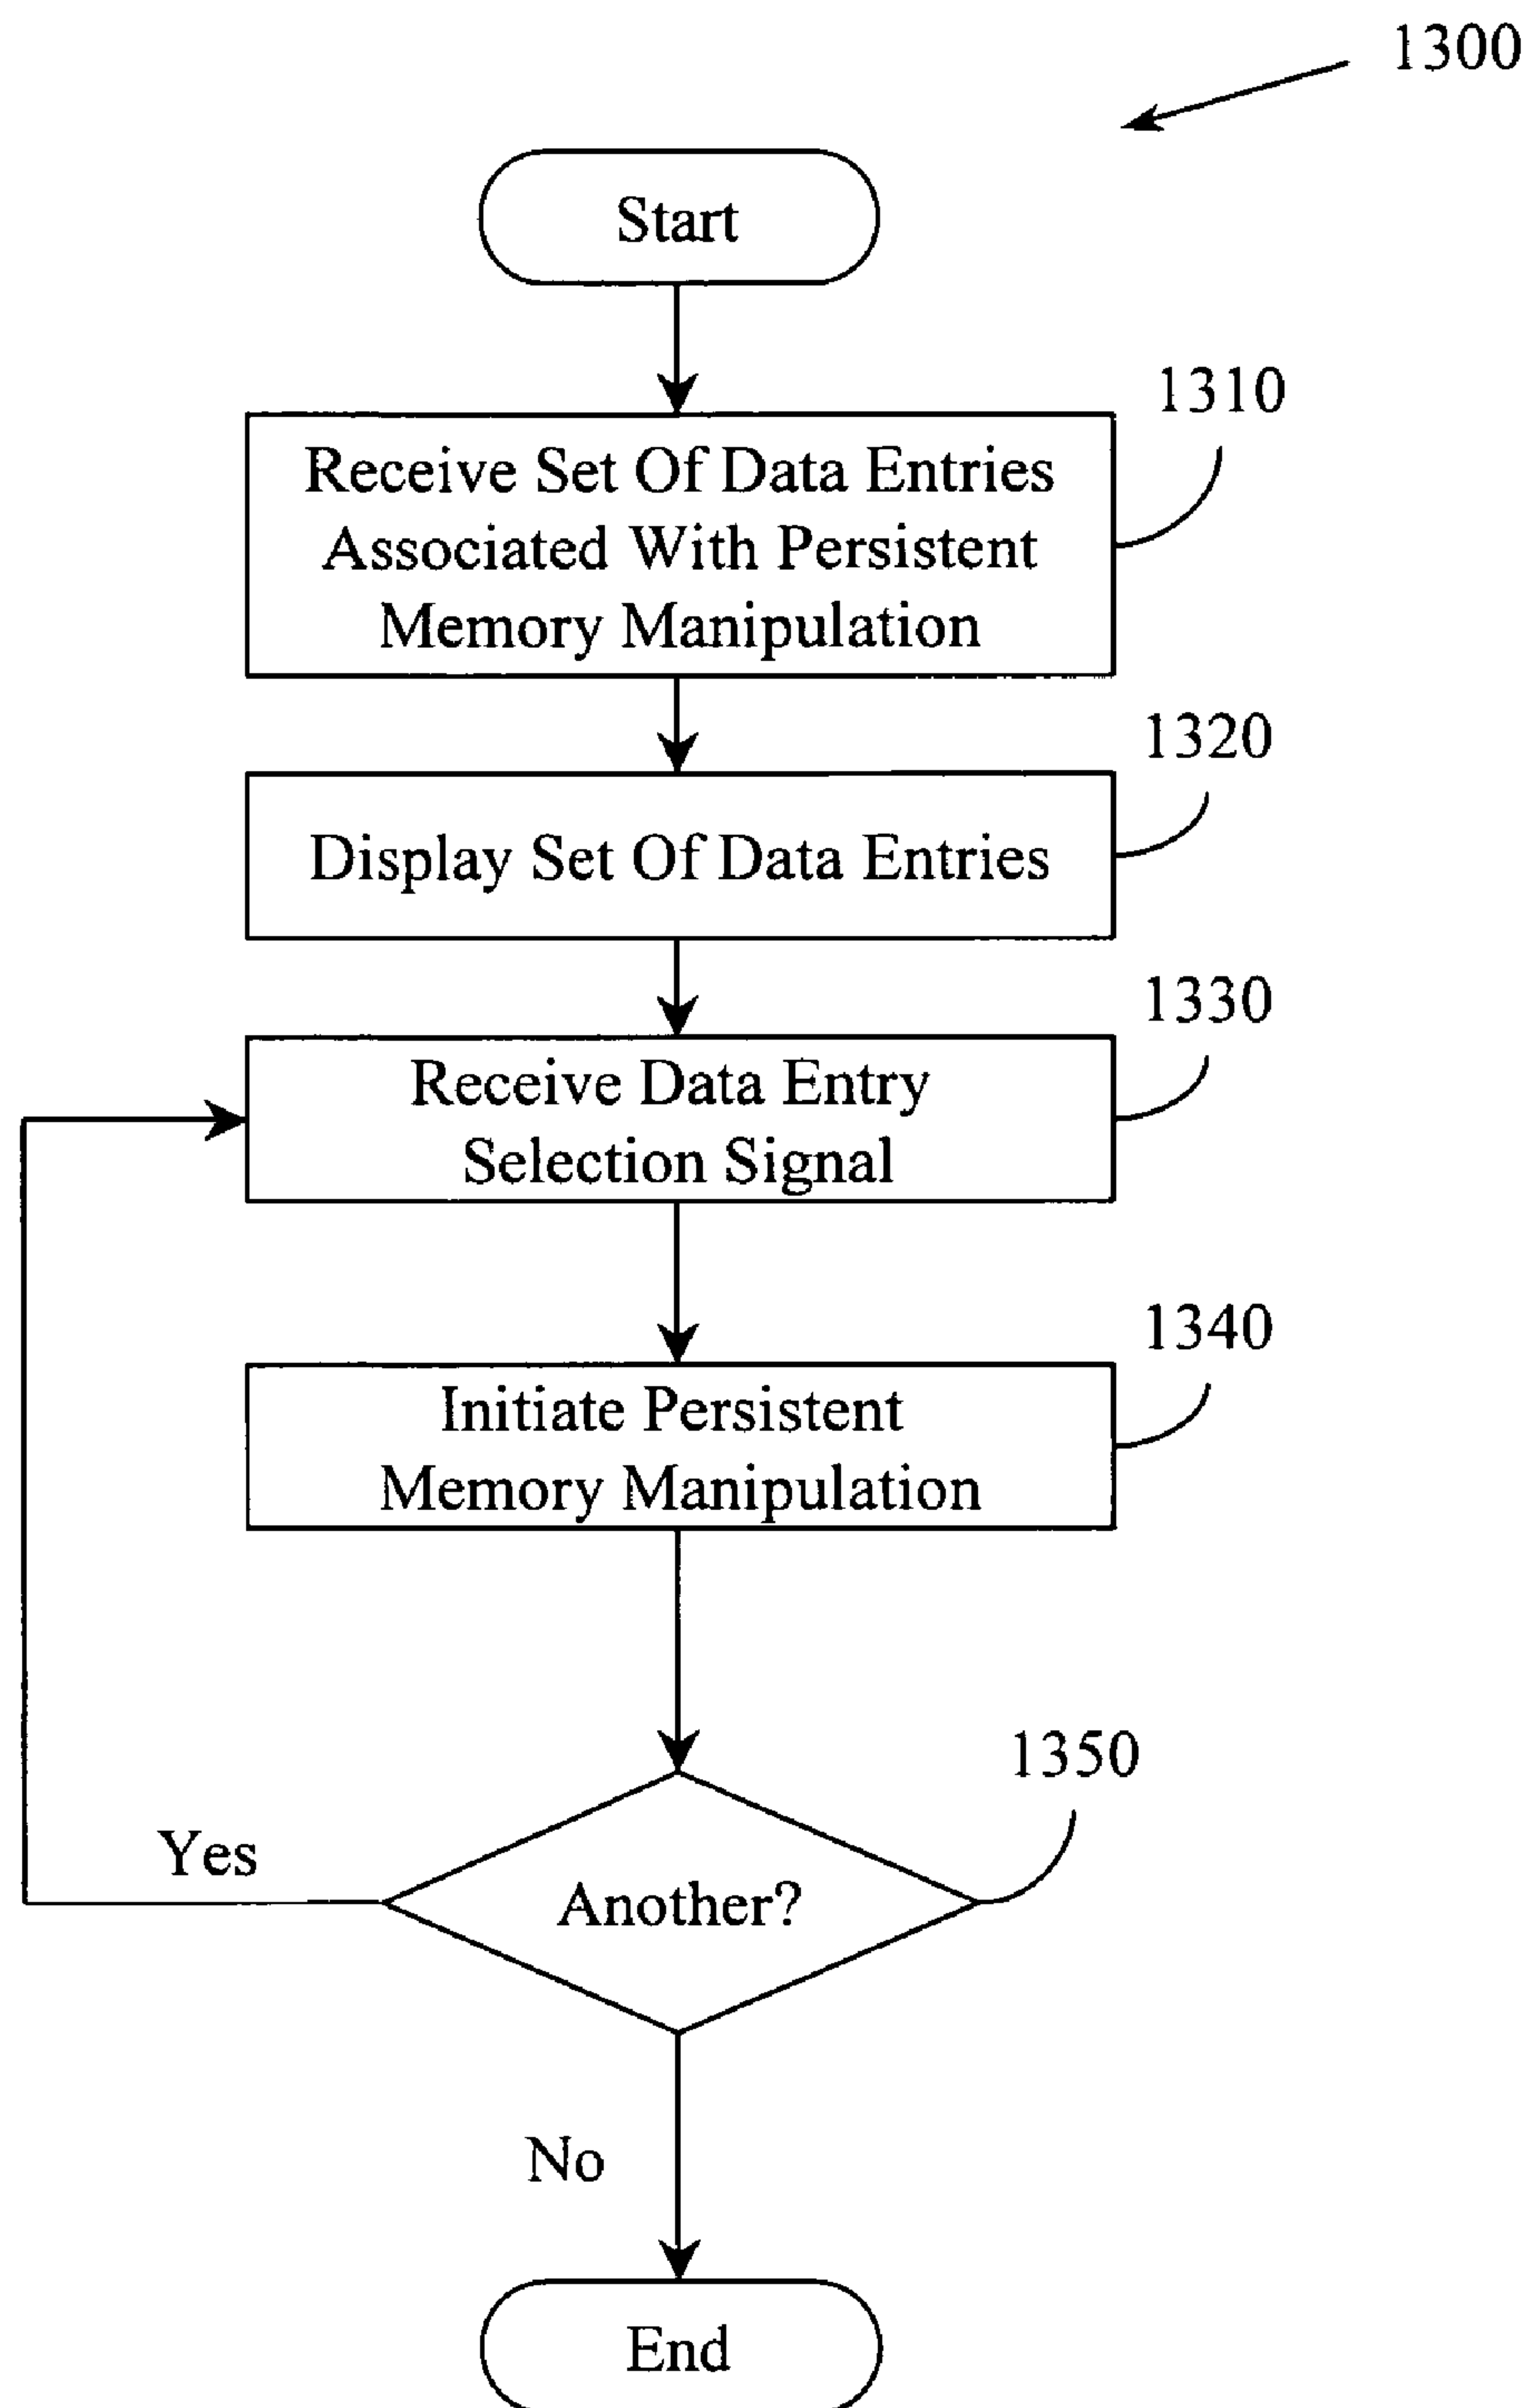 1300
Start
1310
Receive Set Of Data Entries
Associated With Persistent
Memory Manipulation
1320
Display Set Of Data Entries
1330
Receive Data Entry
Selection Signal
1340
Initiate Persistent
Memory Manipulation
1350
Yes
Another?
No
End